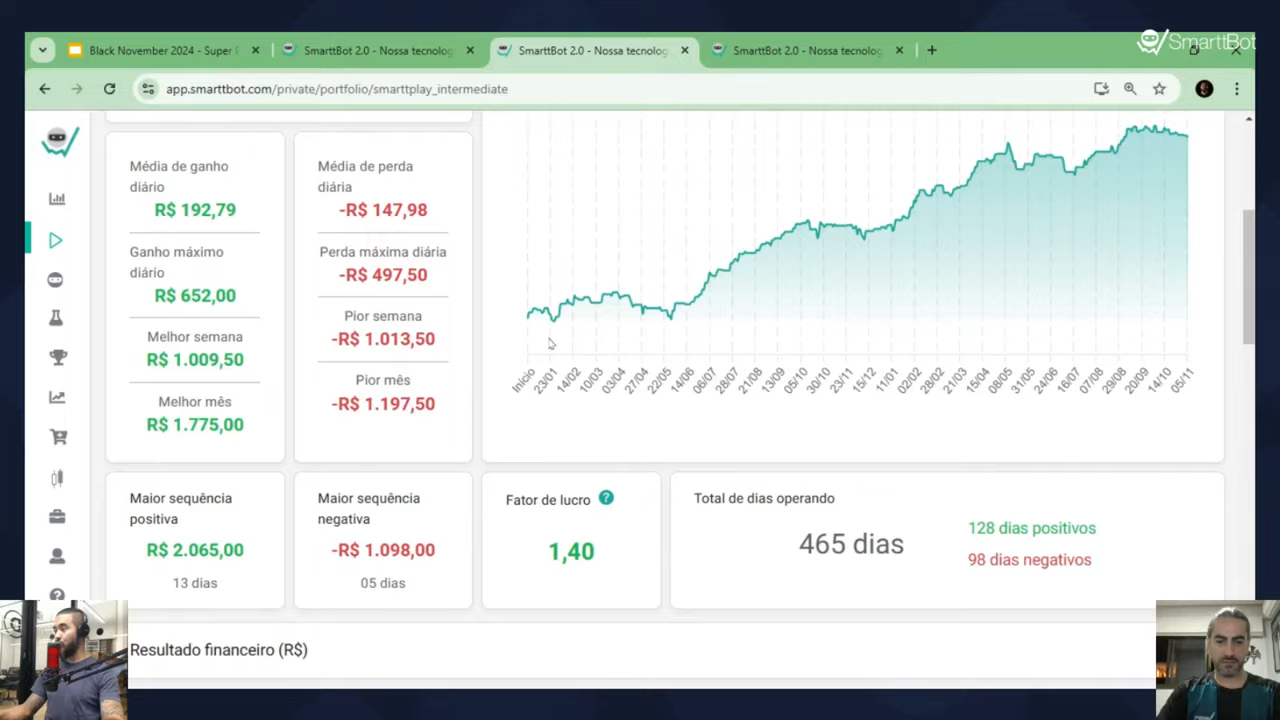 Black November 2024 - Super
SmarttBot 2.0 - Nossa tecnolog
SmarttBot 2.0 - Nossa tecnolog
SmarttBot 2.0 - Nossa tecnolog
SmarttBot
app.smarttbot.com/private/portfolio/smarttplay_intermediate
Média de ganho
diário
R$ 192,79
Ganho máximo
diário
R$ 652,00
Melhor semana
R$ 1.009,50
Melhor mês
R$ 1.775,00
Média de perda
diária
-R$ 147,98
Perda máxima diária
-R$ 497,50
Pior semana
-R$ 1.013,50
Pior mês
-R$ 1.197,50
Início
23/01
14/02
10/03
03/04
27/04
22/05
14/06
06/07
28/07
21/08
13/09
05/10
30/10
23/11
15/12
11/01
02/02
28/02
21/03
15/04
08/05
31/05
24/06
16/07
07/08
29/08
20/09
14/10
05/11
Maior sequência
positiva
R$ 2.065,00
13 dias
Maior sequência
negativa
-R$ 1.098,00
05 dias
Fator de lucro ?
1,40
Total de dias operando
465 dias
128 dias positivos
98 dias negativos
Resultado financeiro (R$)